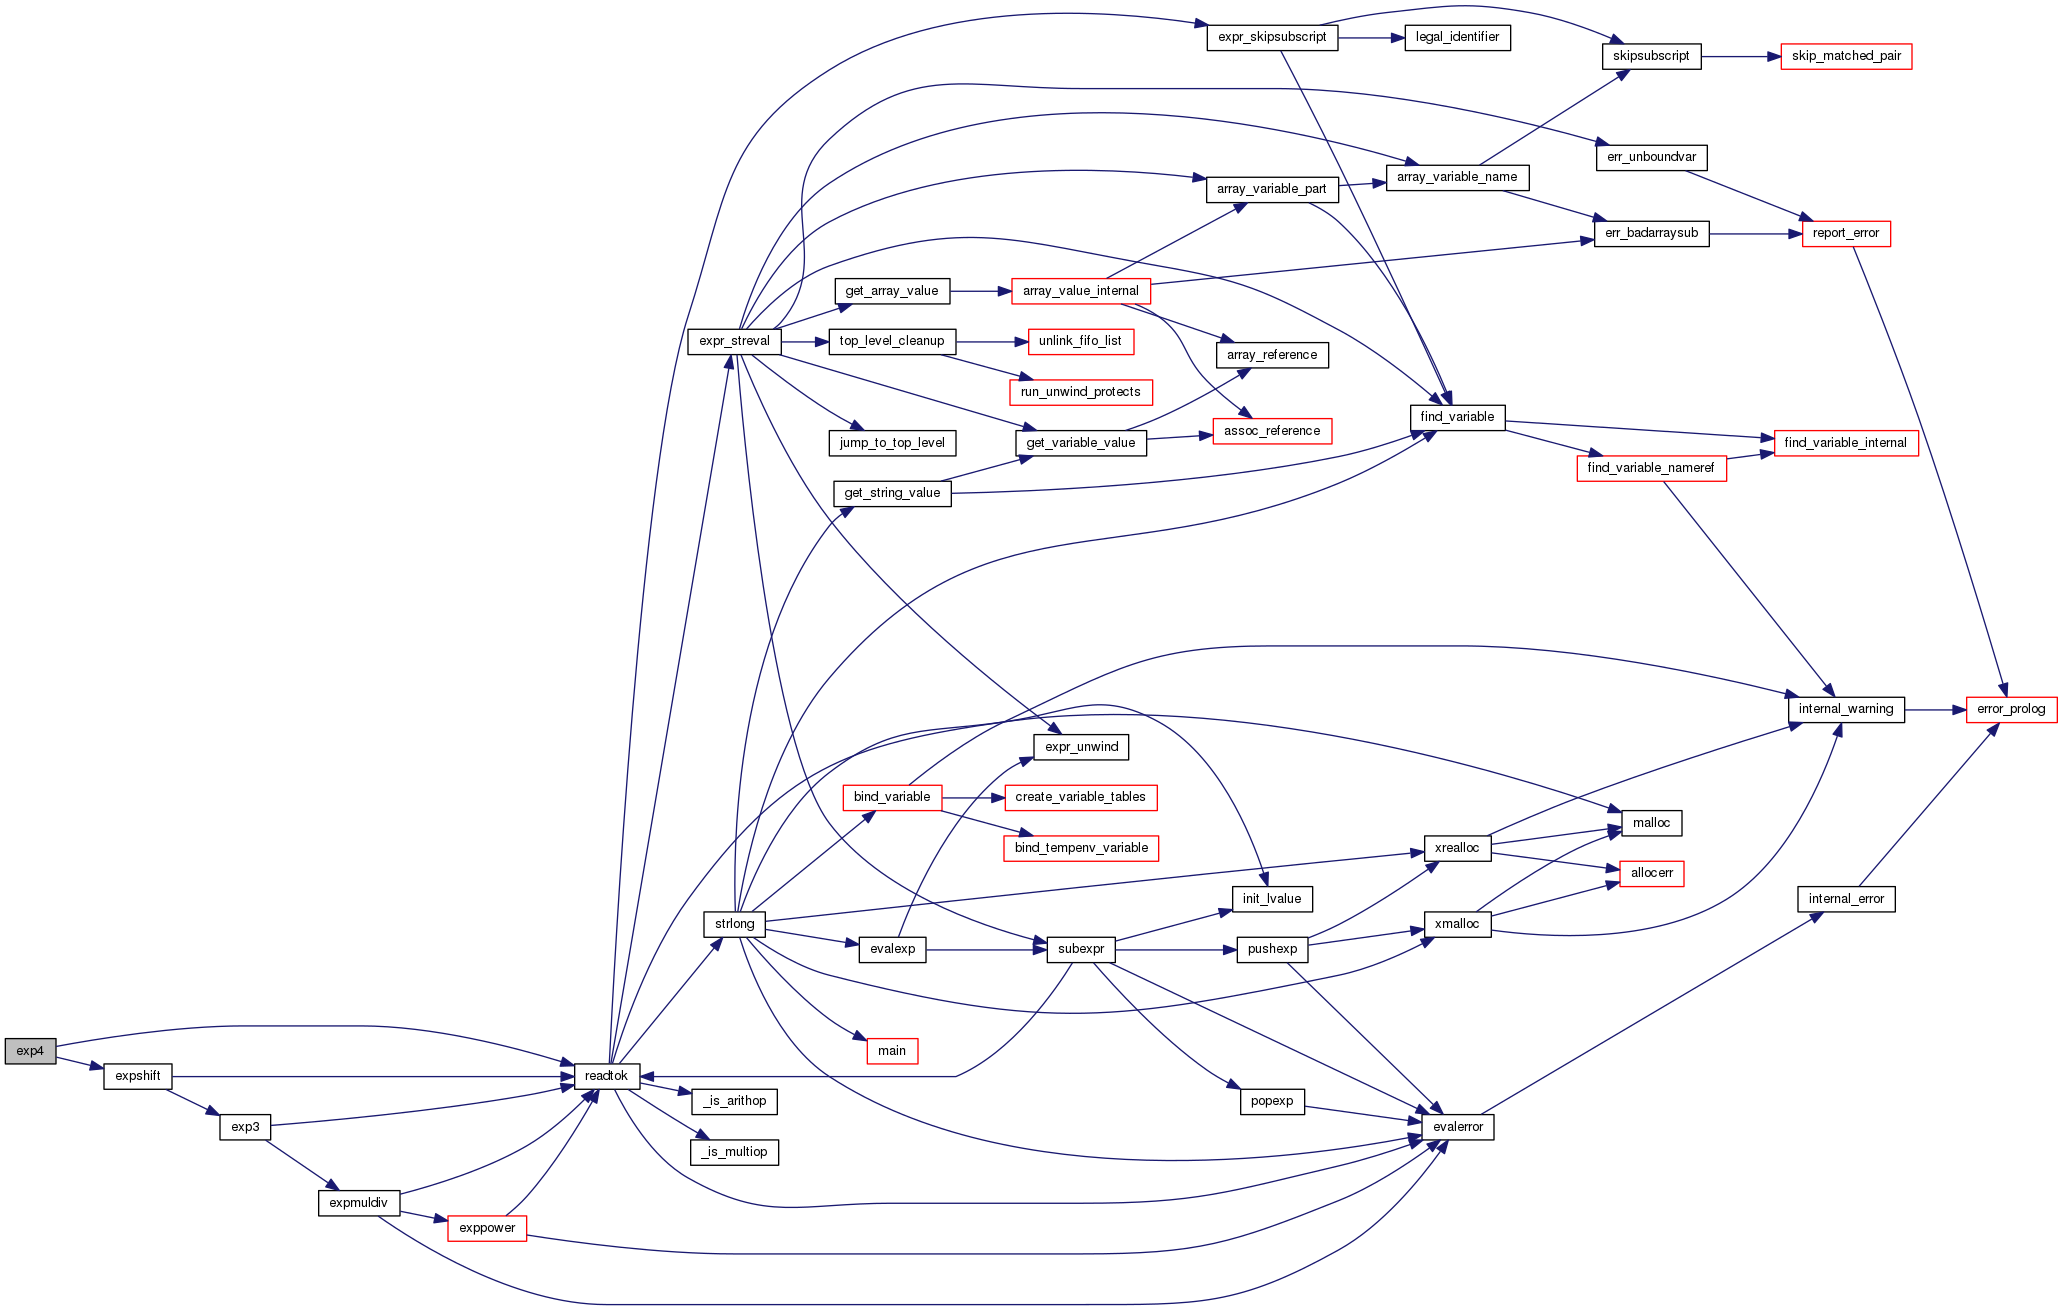 expr_skipsubscript
legal_identifier
skipsubscript
skip_matched_pair
err_unboundvar
array_variable_name
array_variable_part
err_badarraysub
report_error
get_array_value
array_value_internal
expr_streval
top_level_cleanup
unlink_fifo_list
array_reference
run_unwind_protects
find_variable
assoc_reference
jump_to_top_level
get_variable_value
find_variable_internal
find_variable_nameref
get_string_value
internal_warning
error_prolog
expr_unwind
bind_variable
create_variable_tables
malloc
bind_tempenv_variable
xrealloc
allocerr
init_lvalue
internal_error
strlong
xmalloc
evalexp
subexpr
pushexp
exp4
main
expshift
readtok
_is_arithop
popexp
exp3
evalerror
_is_multiop
expmuldiv
exppower